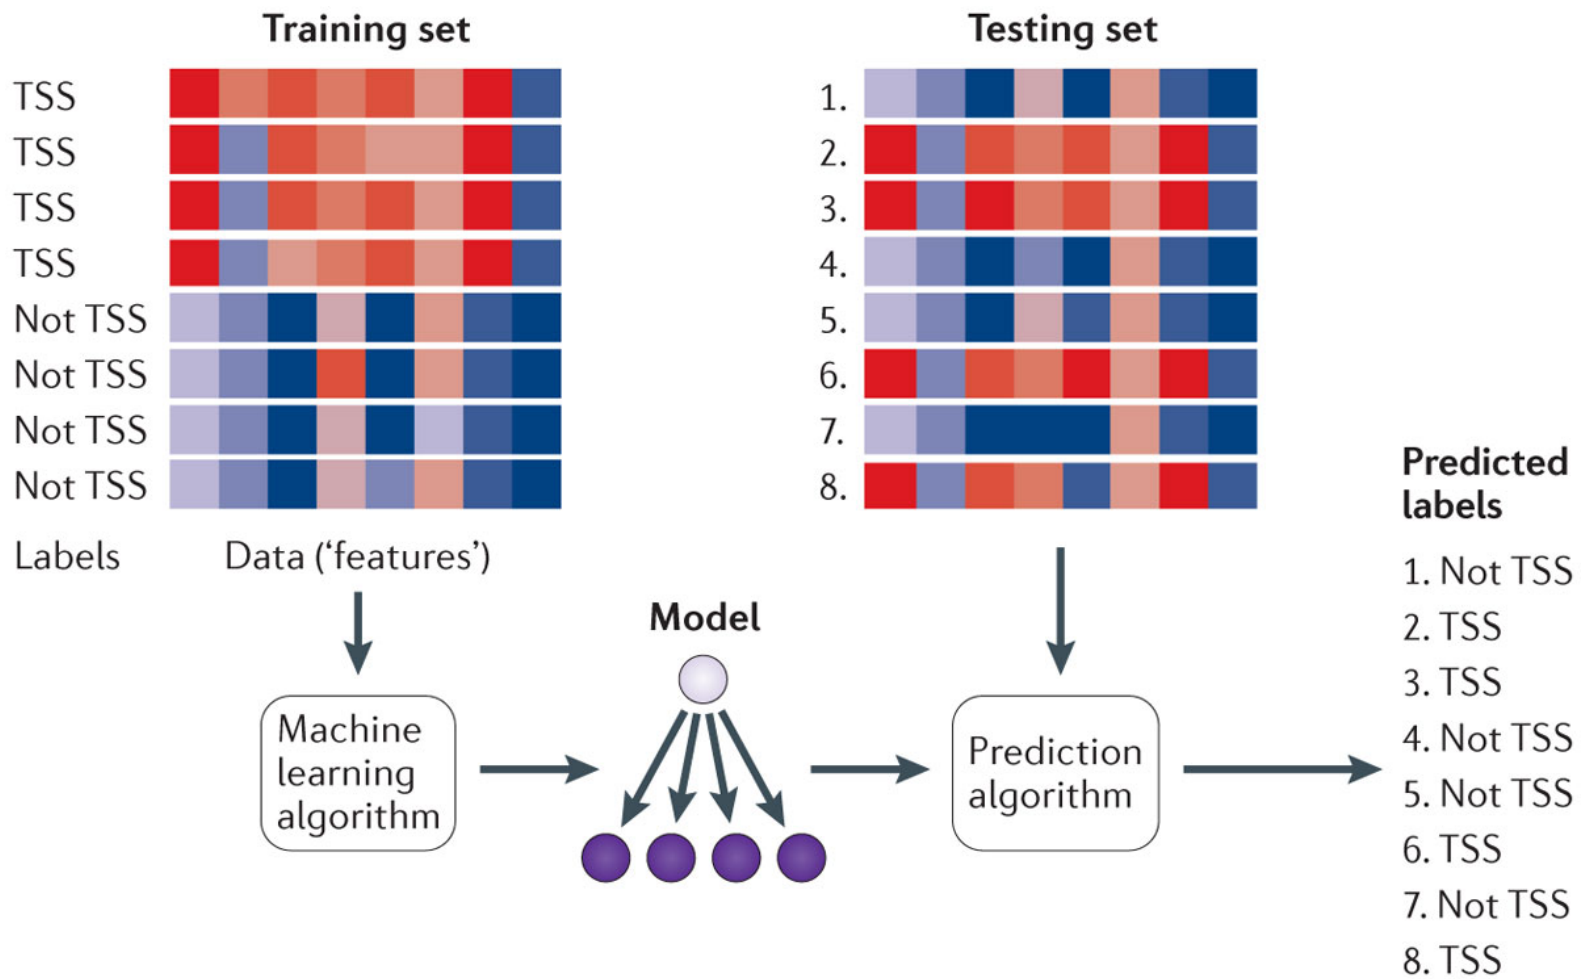 Training set
TSS
TSS
TSS
TSS
Not TSS
Not TSS
Not TSS
Not TSS
Labels
Data (‘features’)
Machine
learning
algorithm
Model
Testing set
1.
2.
3.
4.
5.
6.
7.
8.
Prediction
algorithm
Predicted
labels
1. Not TSS
2. TSS
3. TSS
4. Not TSS
5. Not TSS
6. TSS
7. Not TSS
8. TSS